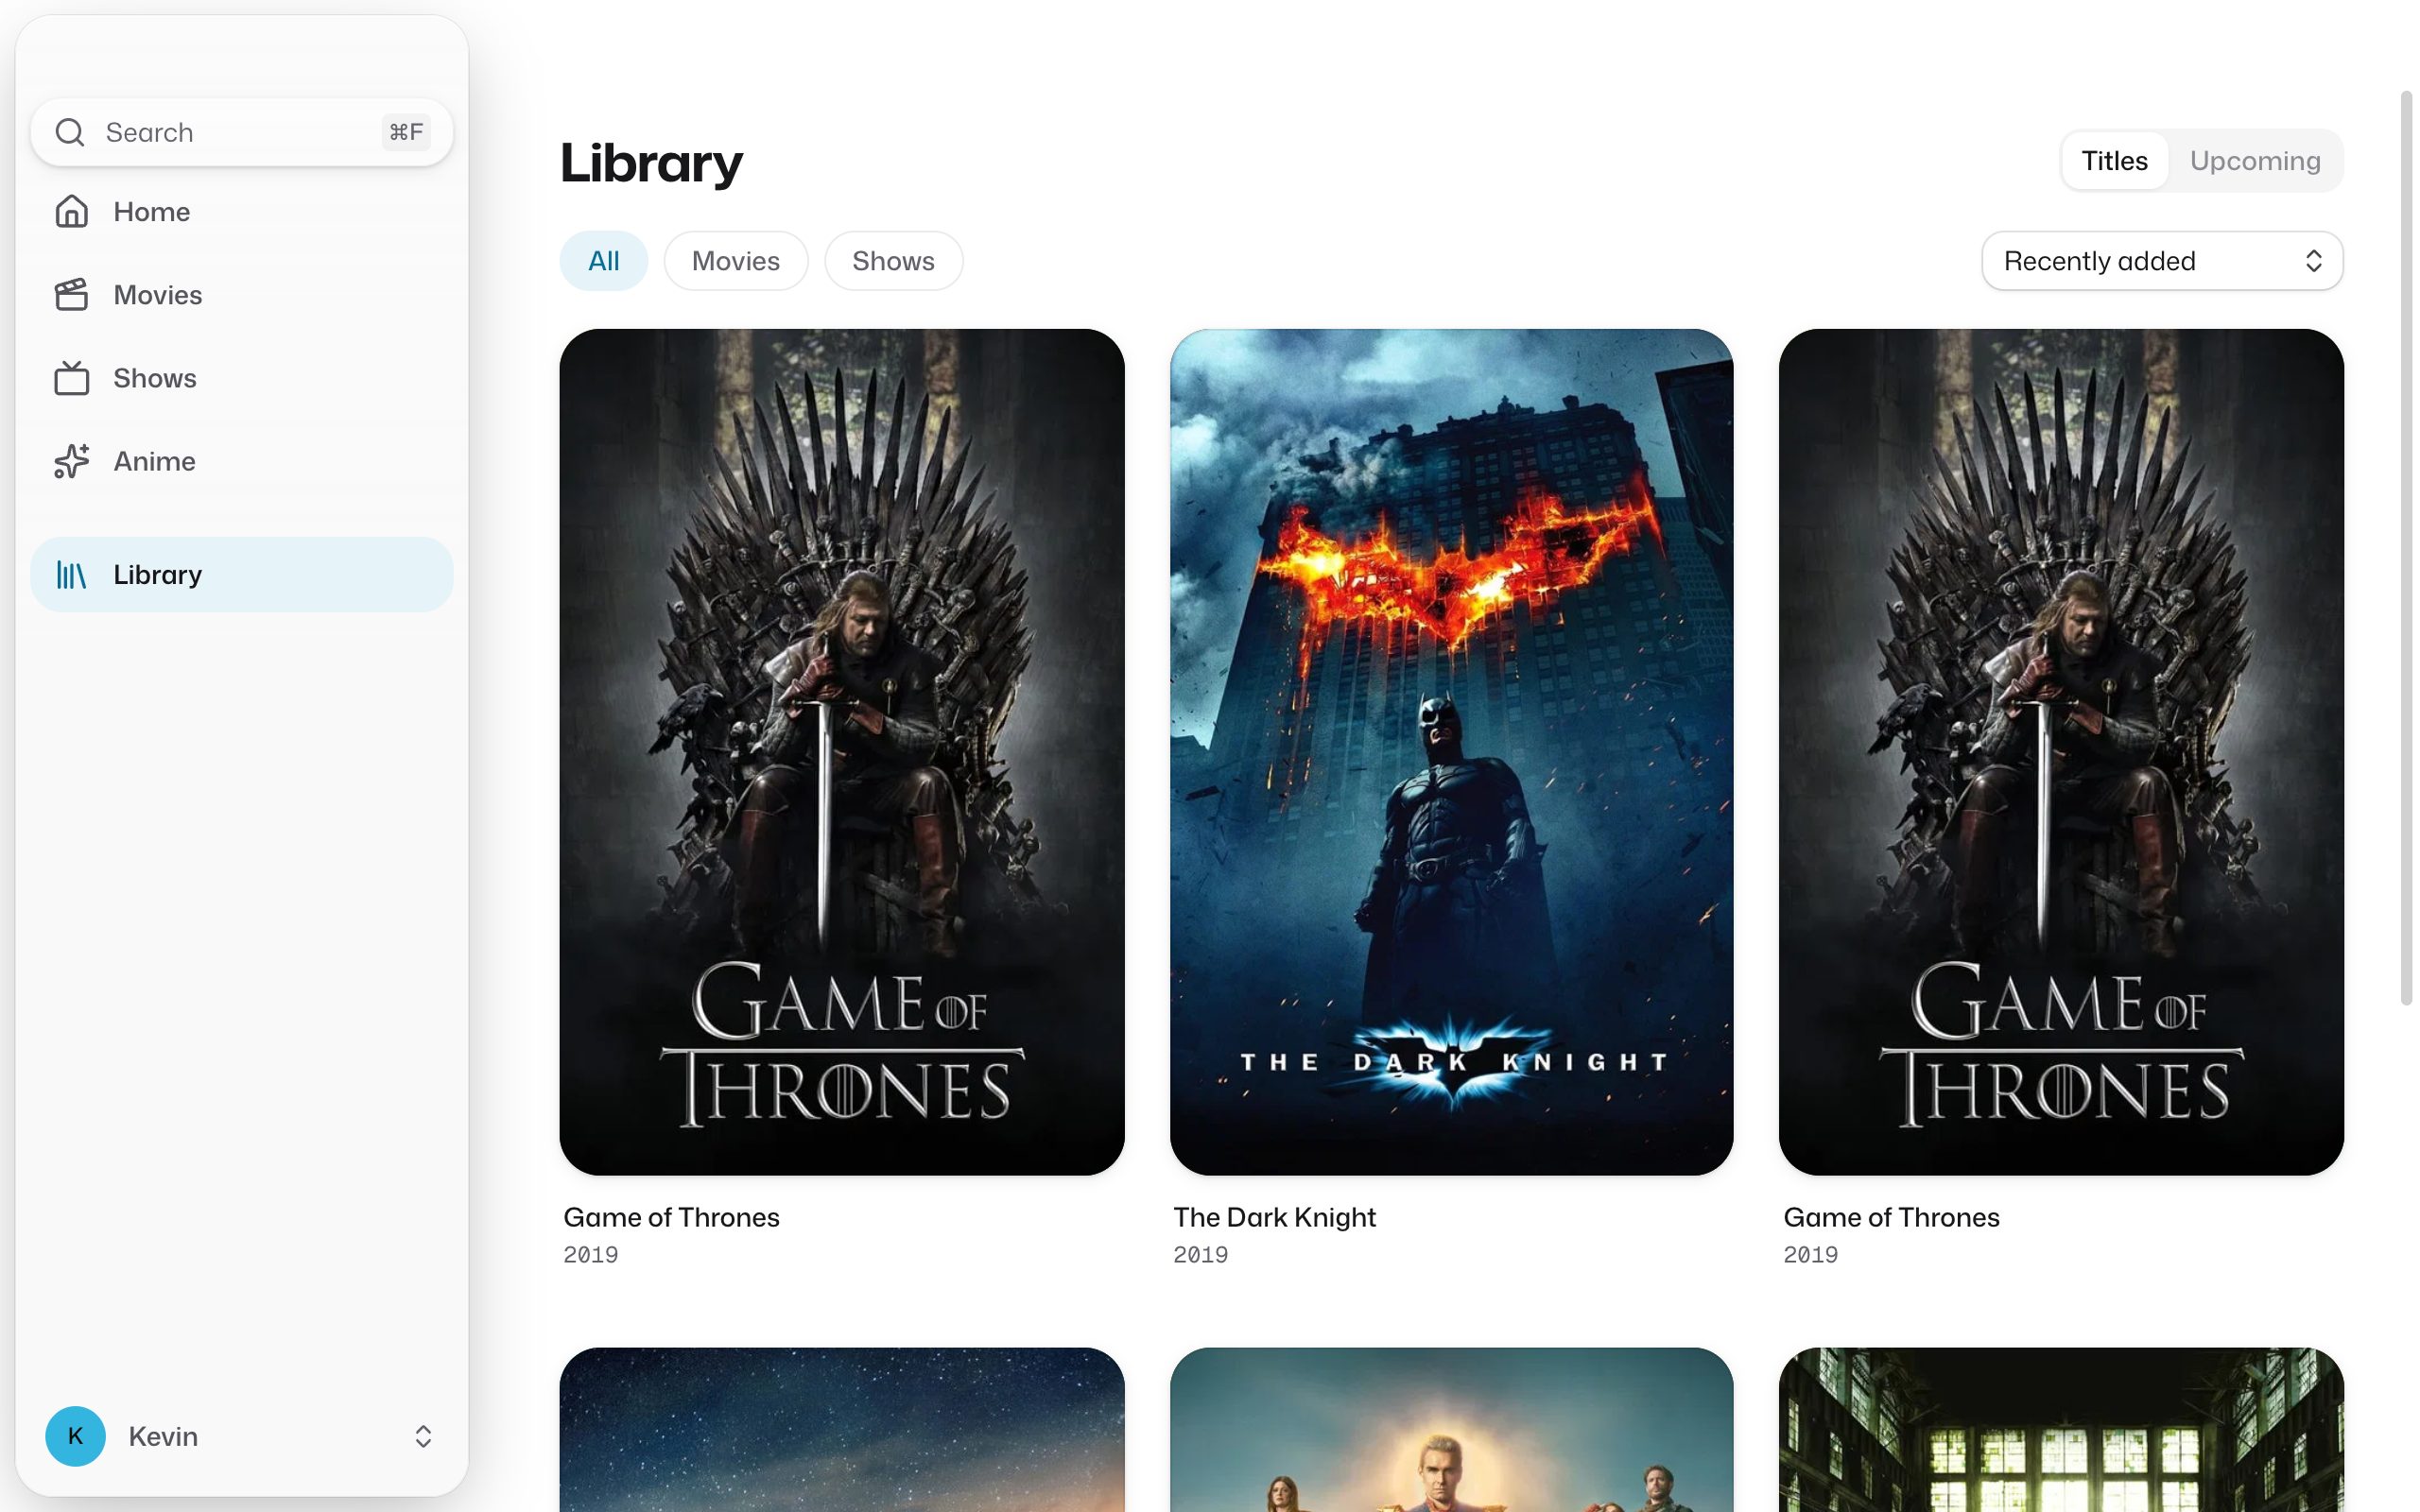 Search ⌘F
Home
Movies
Shows
Anime
Library
K Kevin
Library
Titles Upcoming
All Movies Shows
Recently added
GAME OF
THRONES
THE DARK KNIGHT
GAME OF
THRONES
Game of Thrones
2019
The Dark Knight
2019
Game of Thrones
2019